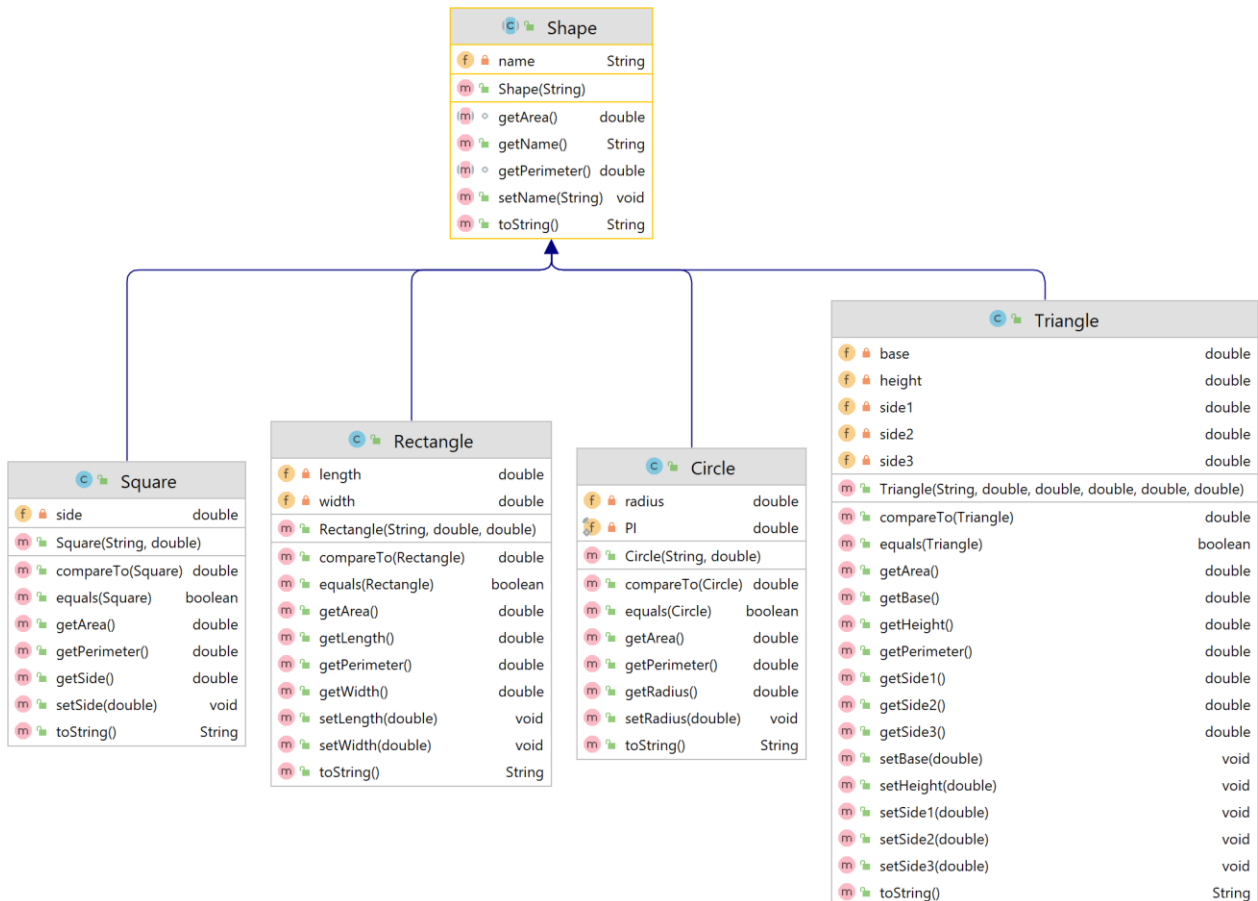 Shape
name String
Shape(String)
getArea() double
getName() String
getPerimeter() double
setName(String) void
toString() String
Square
side double
Square(String, double)
compareTo(Square) double
equals(Square) boolean
getArea() double
getPerimeter() double
getSide() double
setSide(double) void
toString() String
Rectangle
length double
width double
Rectangle(String, double, double)
compareTo(Rectangle) double
equals(Rectangle) boolean
getArea() double
getLength() double
getPerimeter() double
getWidth() double
setLength(double) void
setWidth(double) void
toString() String
Circle
radius double
PI double
Circle(String, double)
compareTo(Circle) double
equals(Circle) boolean
getArea() double
getPerimeter() double
getRadius() double
setRadius(double) void
toString() String
Triangle
base double
height double
side1 double
side2 double
side3 double
Triangle(String, double, double, double, double, double)
compareTo(Triangle) double
equals(Triangle) boolean
getArea() double
getBase() double
getHeight() double
getPerimeter() double
getSide1() double
getSide2() double
getSide3() double
setBase(double) void
setHeight(double) void
setSide1(double) void
setSide2(double) void
setSide3(double) void
toString() String